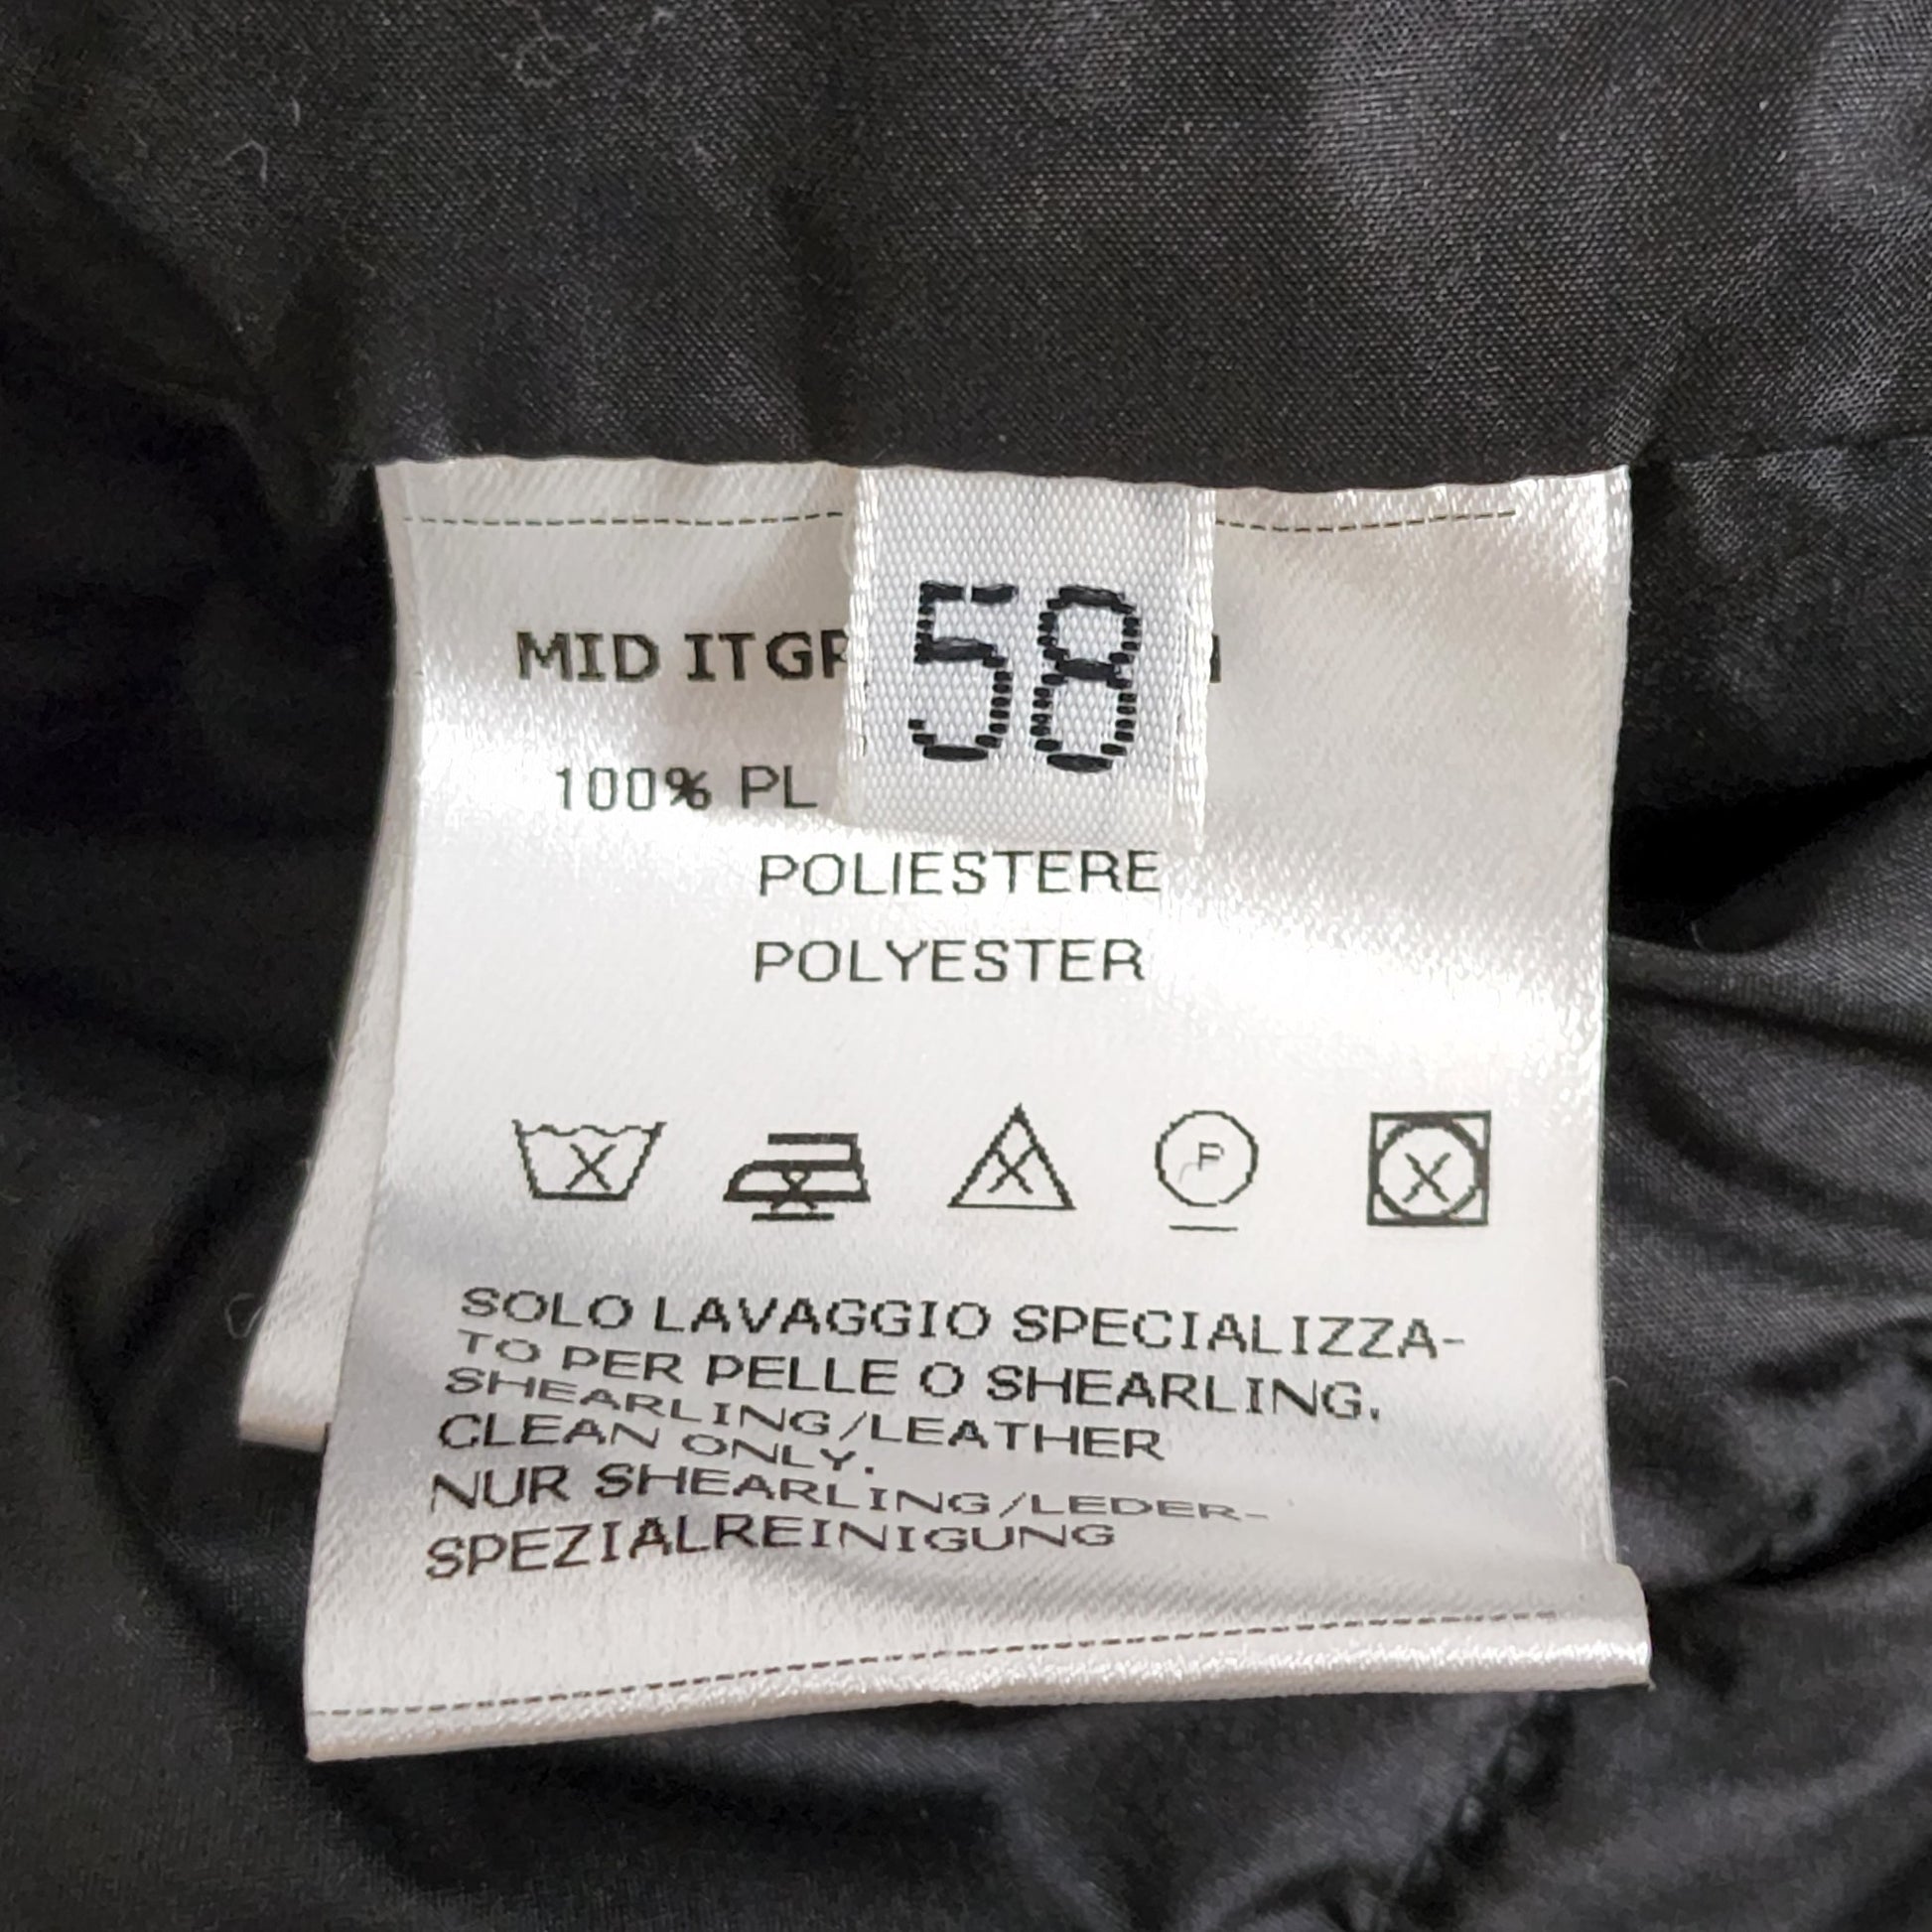 58
MID
100% PL
POLIESTERE
POLYESTER
P
SOLO LAVAGGIO SPECIALIZZA-
TO PER PELLE O SHEARLING.
SHEARLING/LEATHER
CLEAN ONLY.
NUR SHEARLING/LEDER-
SPEZIALREINIGUNG